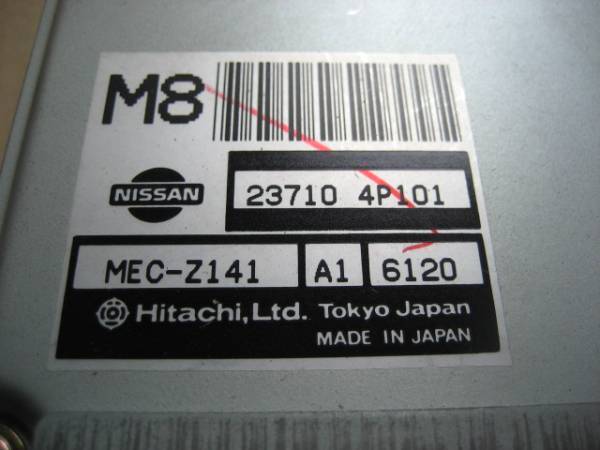 M8
NISSAN
23710 4P101
MEC-Z141 A1 6120
Hitachi, Ltd. Tokyo Japan
MADE IN JAPAN